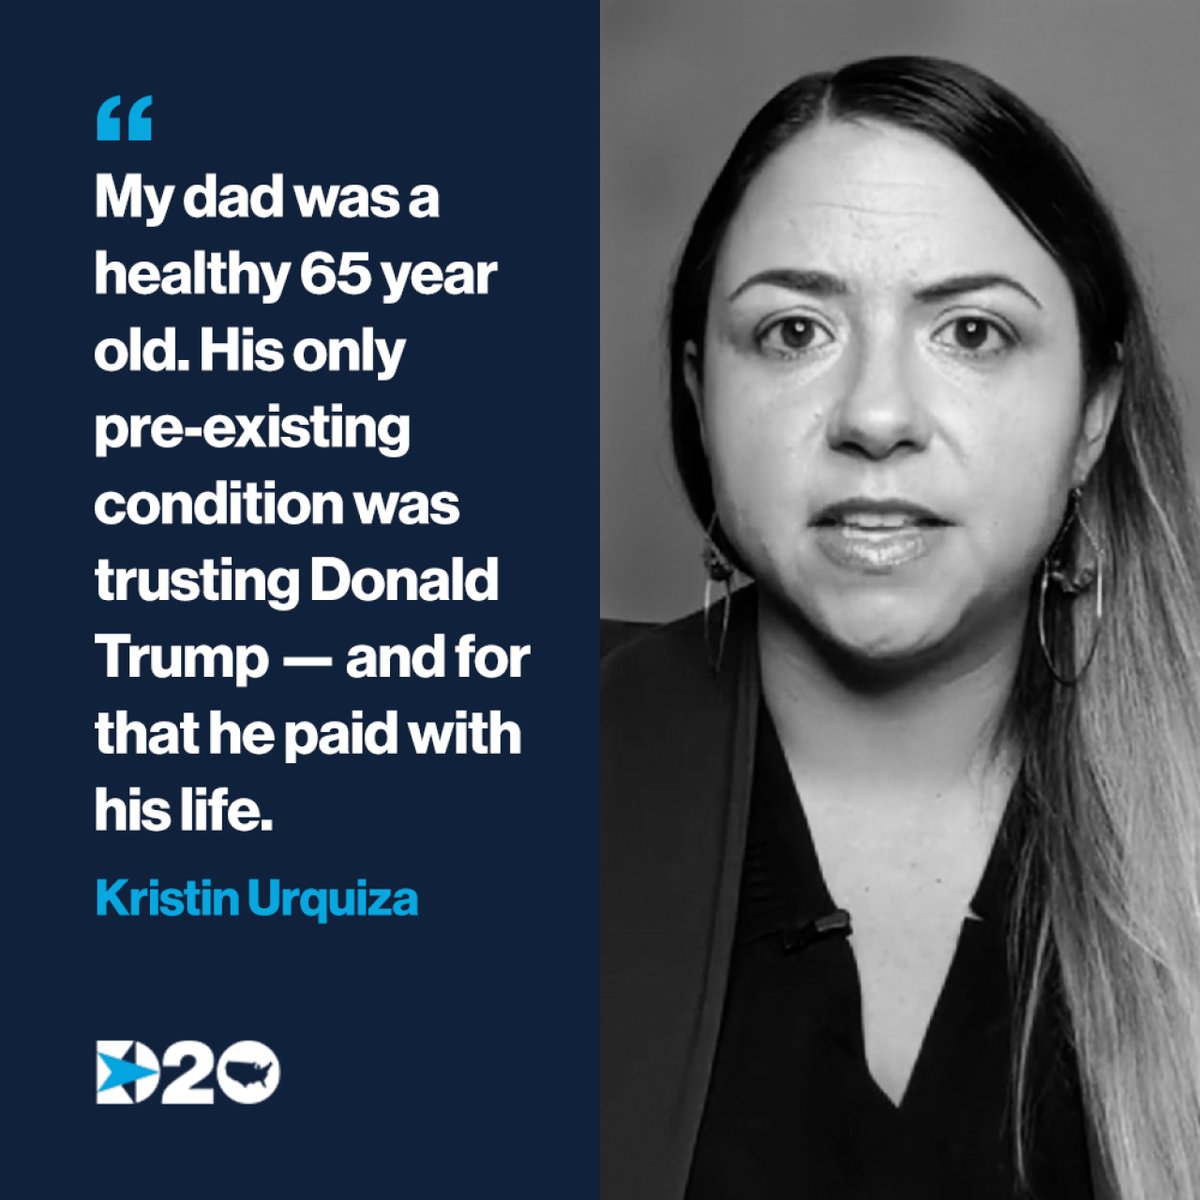 “
My dad was a
healthy 65 year
old. His only
pre-existing
condition was
trusting Donald
Trump — and for
that he paid with
his life.
Kristin Urquiza
D20